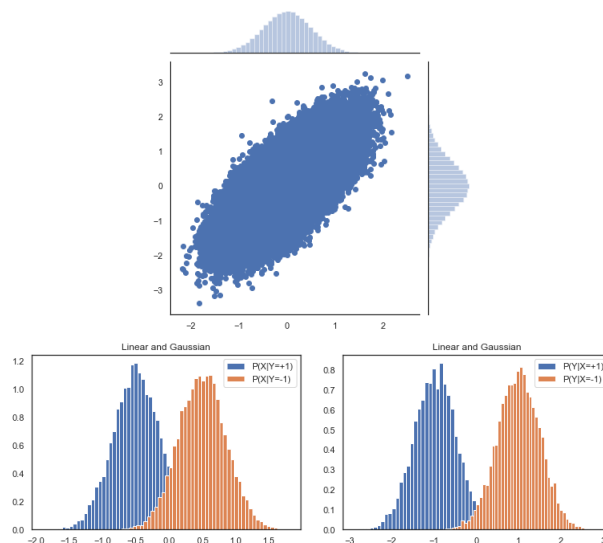 3
2
1
0
−1
−2
−3
−2 −1 0 1 2
Linear and Gaussian
P(X|Y=+1)
P(X|Y=-1)
1.2
1.0
0.8
0.6
0.4
0.2
0.0
−2.0 −1.5 −1.0 −0.5 0.0 0.5 1.0 1.5
Linear and Gaussian
P(Y|X=+1)
P(Y|X=-1)
0.8
0.7
0.6
0.5
0.4
0.3
0.2
0.1
0.0
−3 −2 −1 0 1 2 3